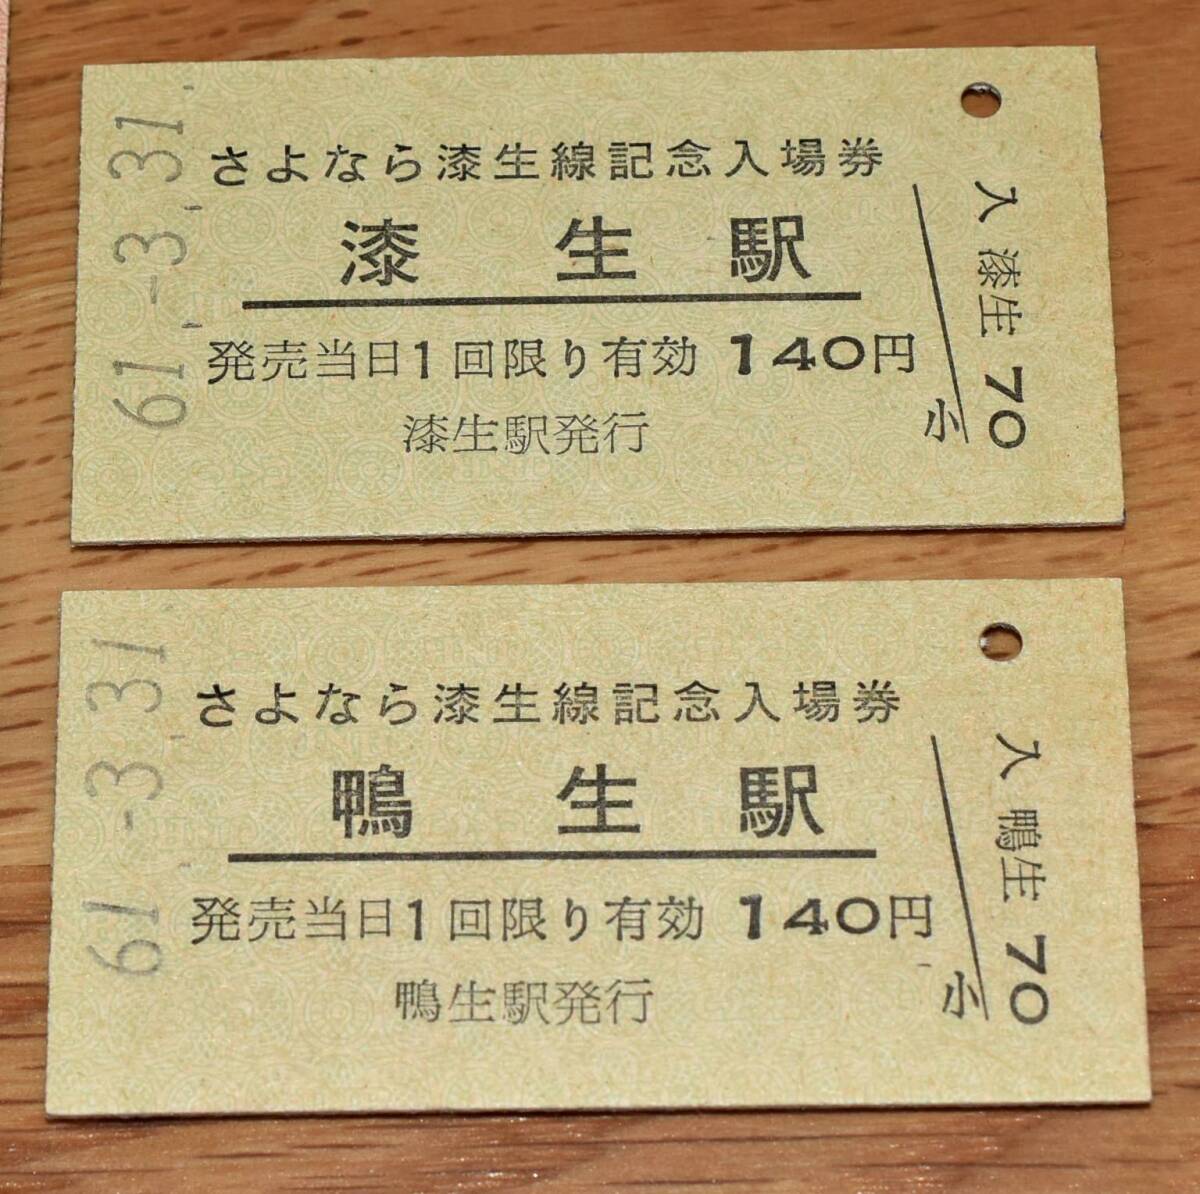 61.-3.31.
さよなら漆生線記念入場券
漆生駅
発売当日1回限り有効 140円
漆生駅発行
入 漆生 70
小
61.-3.31
さよなら漆生線記念入場券
鴨生駅
発売当日1回限り有効 140円
鴨生駅発行
入 鴨生 70
小